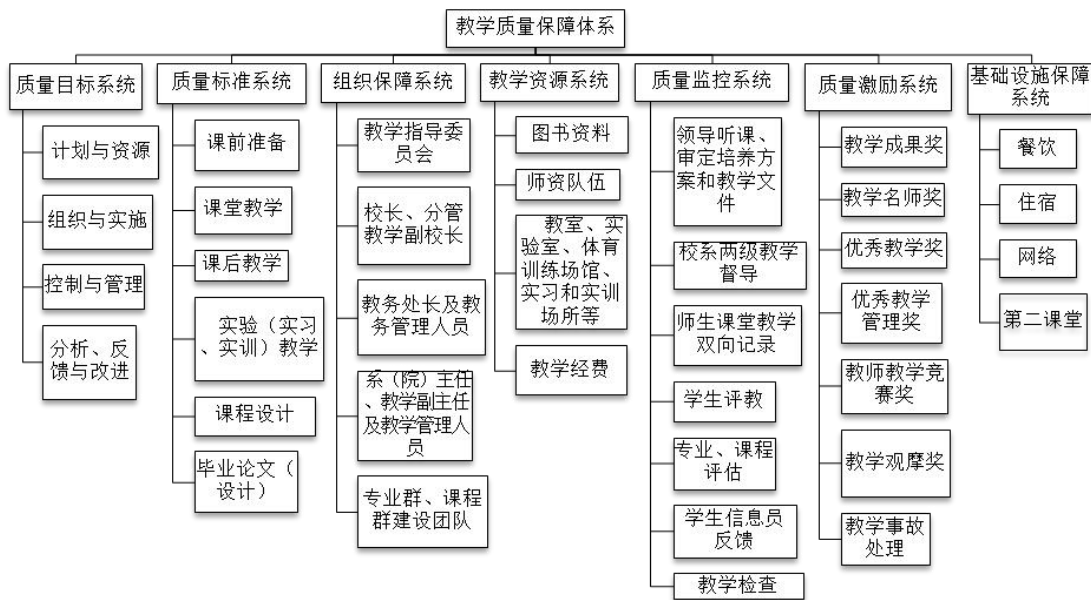 教学质量保障体系
质量目标系统
计划与资源
组织与实施
控制与管理
分析、反
馈与改进
质量标准系统
课前准备
课堂教学
课后教学
实验（实习
、实训）教学
课程设计
毕业论文（
设计）
组织保障系统
教学指导委
员会
校长、分管
教学副校长
教务处长及教
务管理人员
系（院）主任
、教学副主任
及教学管理人
员
专业群、课程
群建设团队
教学资源系统
图书资料
师资队伍
教室、实
验室、体育
训练场馆、
实习和实训
场所等
教学经费
质量监控系统
领导听课、
审定培养方
案和教学文
件
校系两级教学
督导
师生课堂教学
双向记录
学生评教
专业、课程
评估
学生信息员
反馈
教学检查
质量激励系统
教学成果奖
教学名师奖
优秀教学奖
优秀教学
管理奖
教师教学竞
赛奖
教学观摩奖
教学事故
处理
基础设施保障
系统
餐饮
住宿
网络
第二课堂